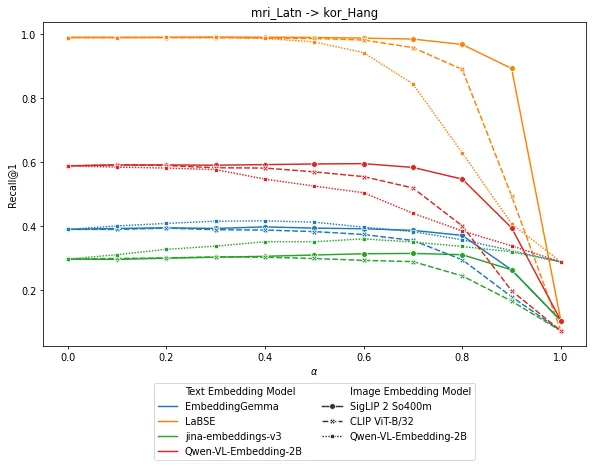 mri_Latn -> kor_Hang
Recall@1
1.0
0.8
0.6
0.4
0.2
0.0 0.2 0.4 0.6 0.8 1.0
α
Text Embedding Model Image Embedding Model
EmbeddingGemma SigLIP 2 So400m
LaBSE CLIP ViT-B/32
jina-embeddings-v3 Qwen-VL-Embedding-2B
Qwen-VL-Embedding-2B